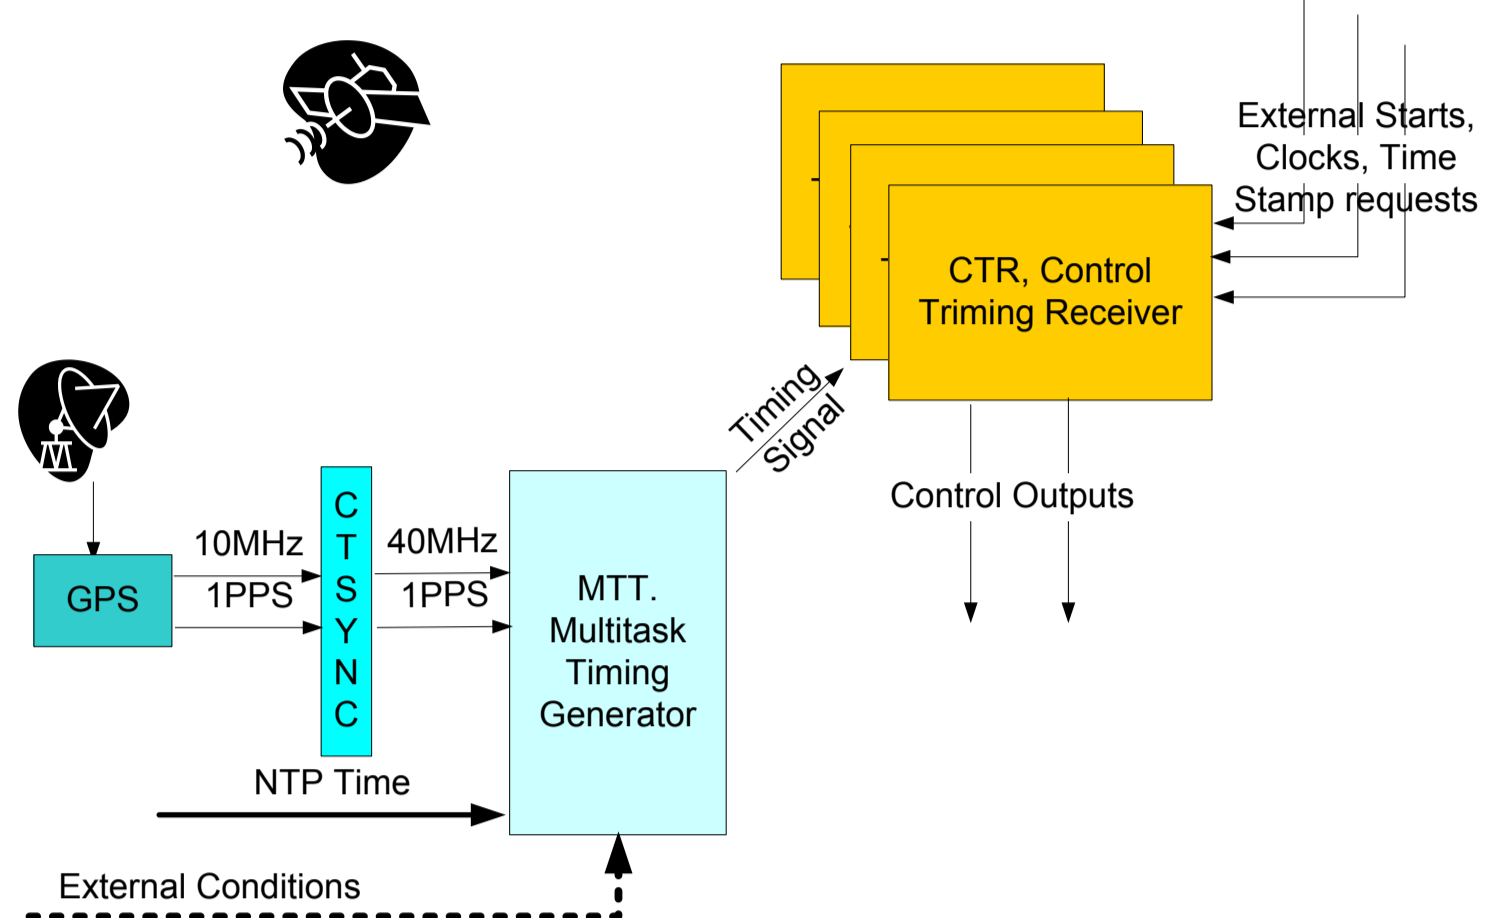 External Starts,
Clocks, Time
Stamp requests
CTR, Control
Triming Receiver
Timing
Signal
Control Outputs
GPS
10MHz
1PPS
C
T
S
Y
N
C
40MHz
1PPS
MTT.
Multitask
Timing
Generator
NTP Time
External Conditions